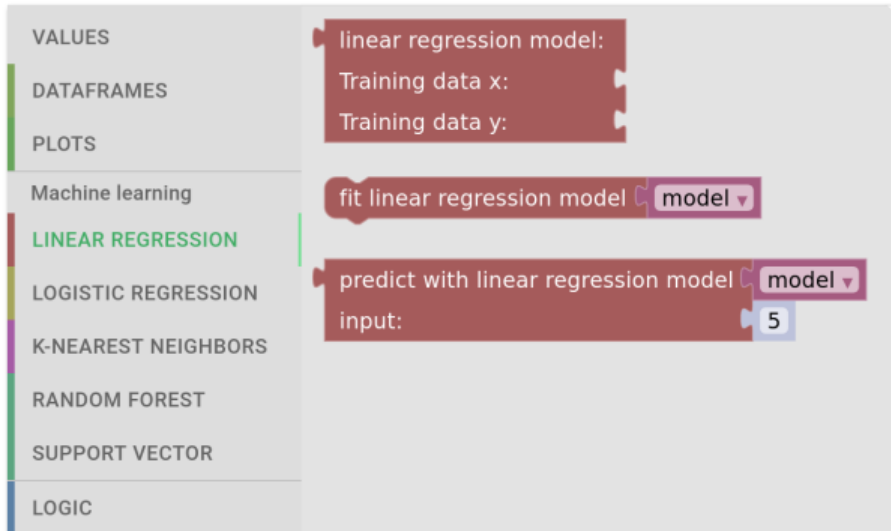 VALUES
DATAFRAMES
PLOTS
Machine learning
LINEAR REGRESSION
LOGISTIC REGRESSION
K-NEAREST NEIGHBORS
RANDOM FOREST
SUPPORT VECTOR
LOGIC
linear regression model:
Training data x:
Training data y:
fit linear regression model model
predict with linear regression model model
input: 5